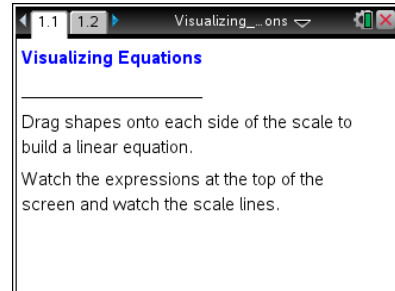 1.1 1.2 Visualizing_…ons
Visualizing Equations
Drag shapes onto each side of the scale to
build a linear equation.
Watch the expressions at the top of the
screen and watch the scale lines.